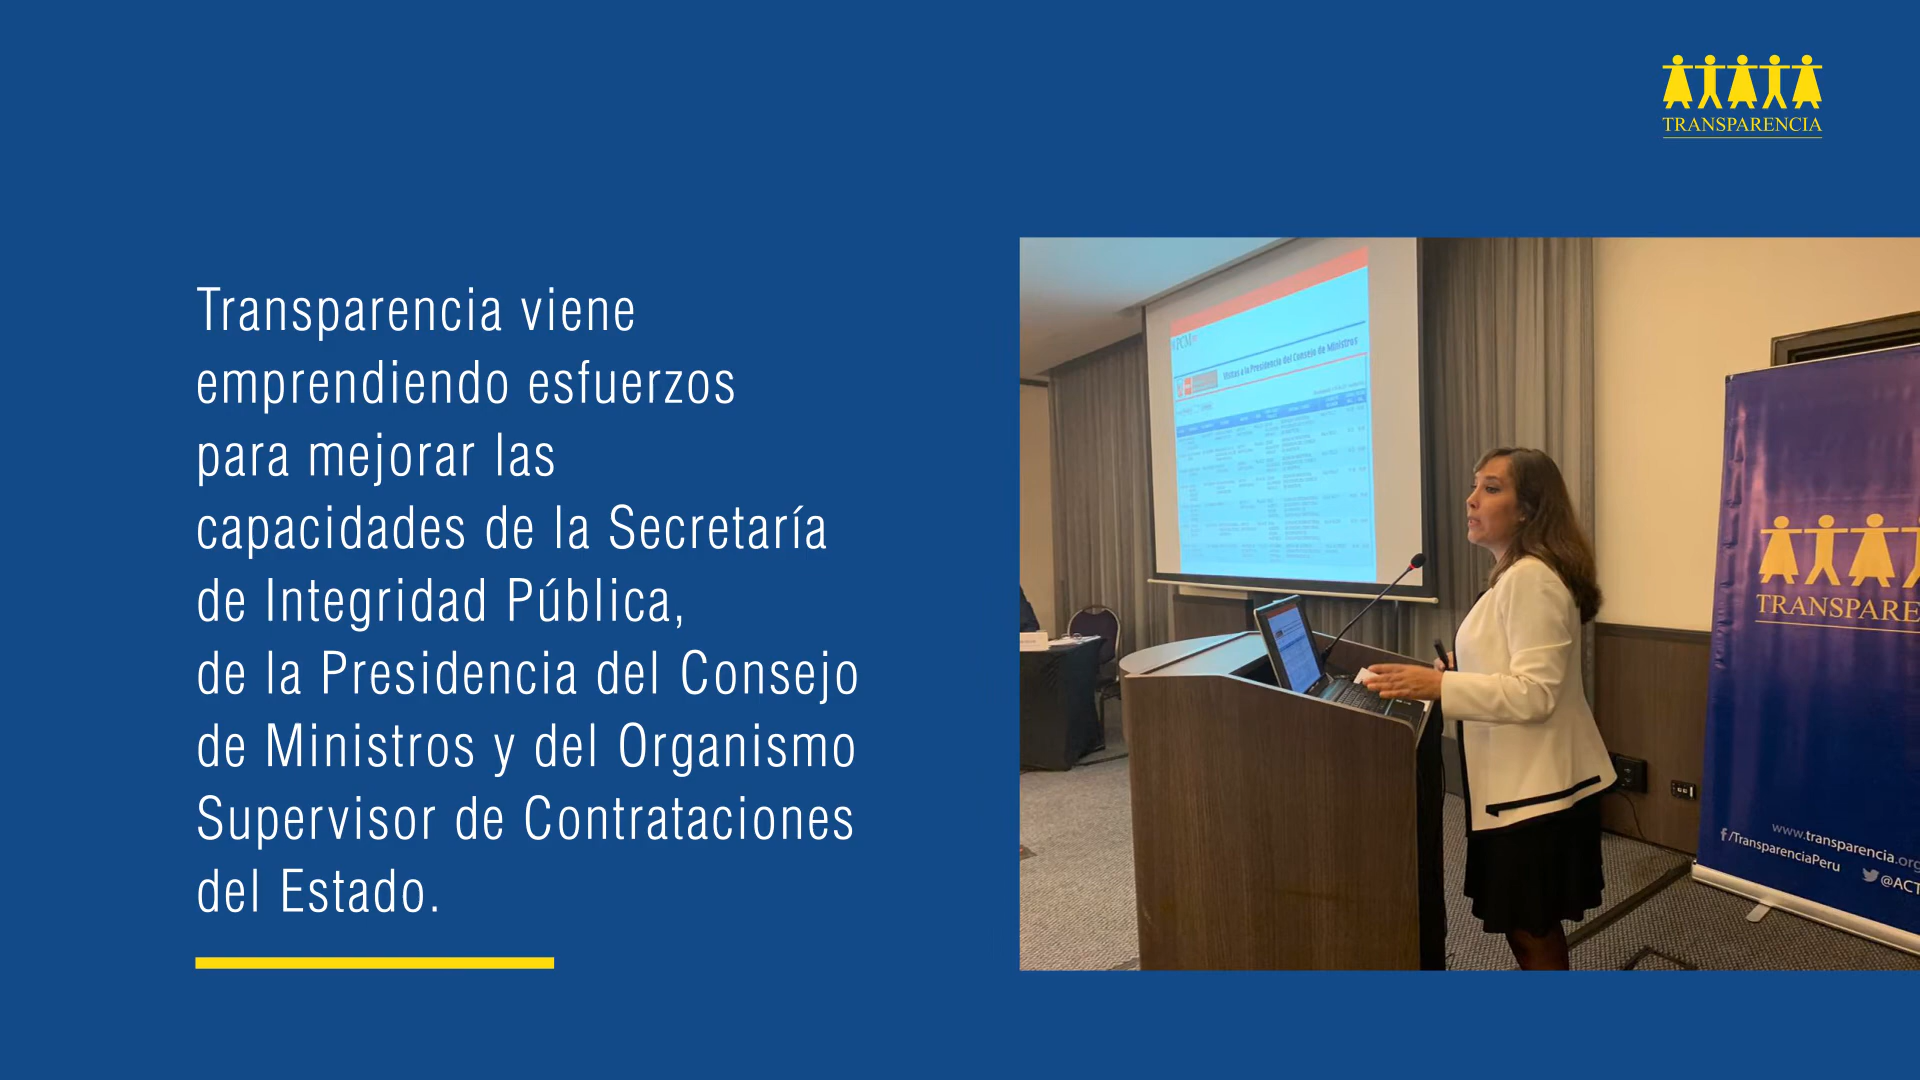 TRANSPARENCIA
Transparencia viene
emprendiendo esfuerzos
para mejorar las
capacidades de la Secretaría
de Integridad Pública,
de la Presidencia del Consejo
de Ministros y del Organismo
Supervisor de Contrataciones
del Estado.
PCM
Visitas a la Presidencia del Consejo de Ministros
TRANSPARE
www.transparencia.org
f/TransparenciaPeru
@ACT